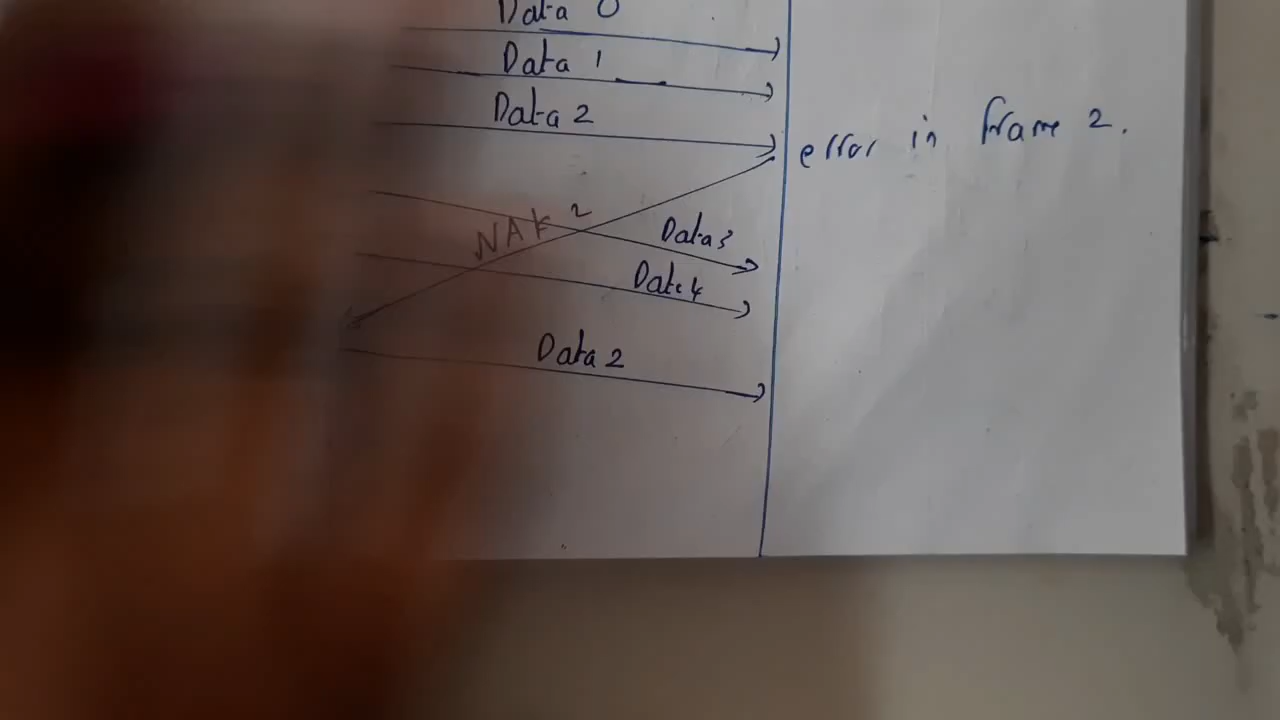 Data 0
Data 1
Data 2
error in frame 2.
NAK 2
Data 3
Data 4
Data 2